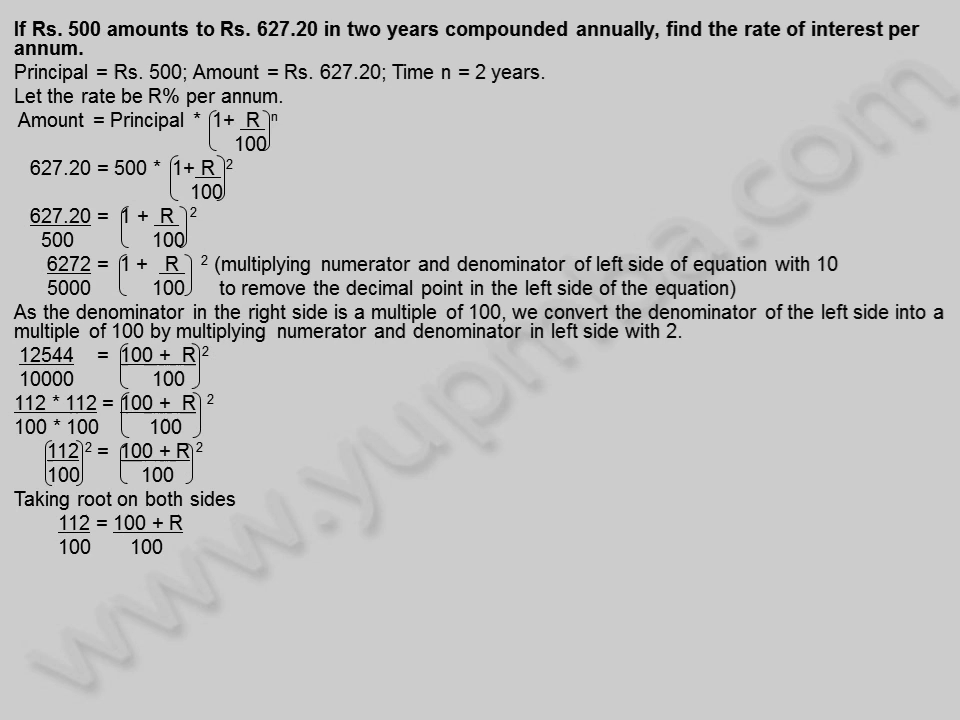 If Rs. 500 amounts to Rs. 627.20 in two years compounded annually, find the rate of interest per
annum.
Principal = Rs. 500; Amount = Rs. 627.20; Time n = 2 years.
Let the rate be R% per annum.
Amount = Principal * (1+ R )n
100
627.20 = 500 * (1+ R )2
100
627.20 = (1 + R )2
500 100
6272 = (1 + R ) 2 (multiplying numerator and denominator of left side of equation with 10
5000 100 to remove the decimal point in the left side of the equation)
As the denominator in the right side is a multiple of 100, we convert the denominator of the left side into a
multiple of 100 by multiplying numerator and denominator in left side with 2.
12544 = (100 + R)2
10000 100
112 * 112 = (100 + R) 2
100 * 100 100
(112)2 = (100 + R)2
100 100
Taking root on both sides
112 = 100 + R
100 100
www.yupmba.com